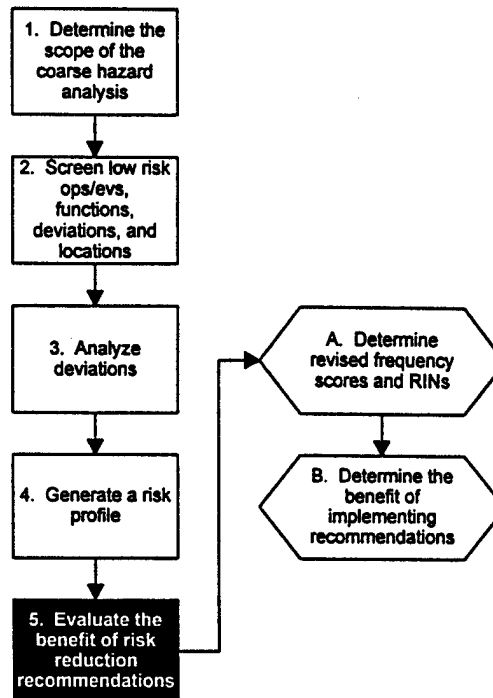 1. Determine the
scope of the
coarse hazard
analysis
2. Screen low risk
ops/evs,
functions,
deviations, and
locations
3. Analyze
deviations
4. Generate a risk
profile
5. Evaluate the
benefit of risk
reduction
recommendations
A. Determine
revised frequency
scores and RINs
B. Determine the
benefit of
implementing
recommendations